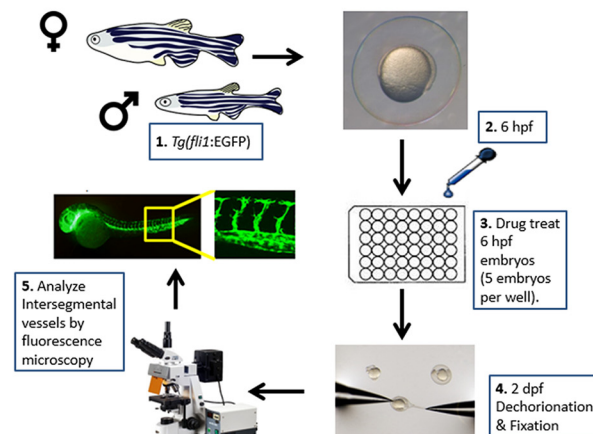 1. Tg(fli1:EGFP)
2. 6 hpf
3. Drug treat
6 hpf
embryos
(5 embryos
per well).
4. 2 dpf
Dechorionation
& Fixation
5. Analyze
Intersegmental
vessels by
fluorescence
microscopy